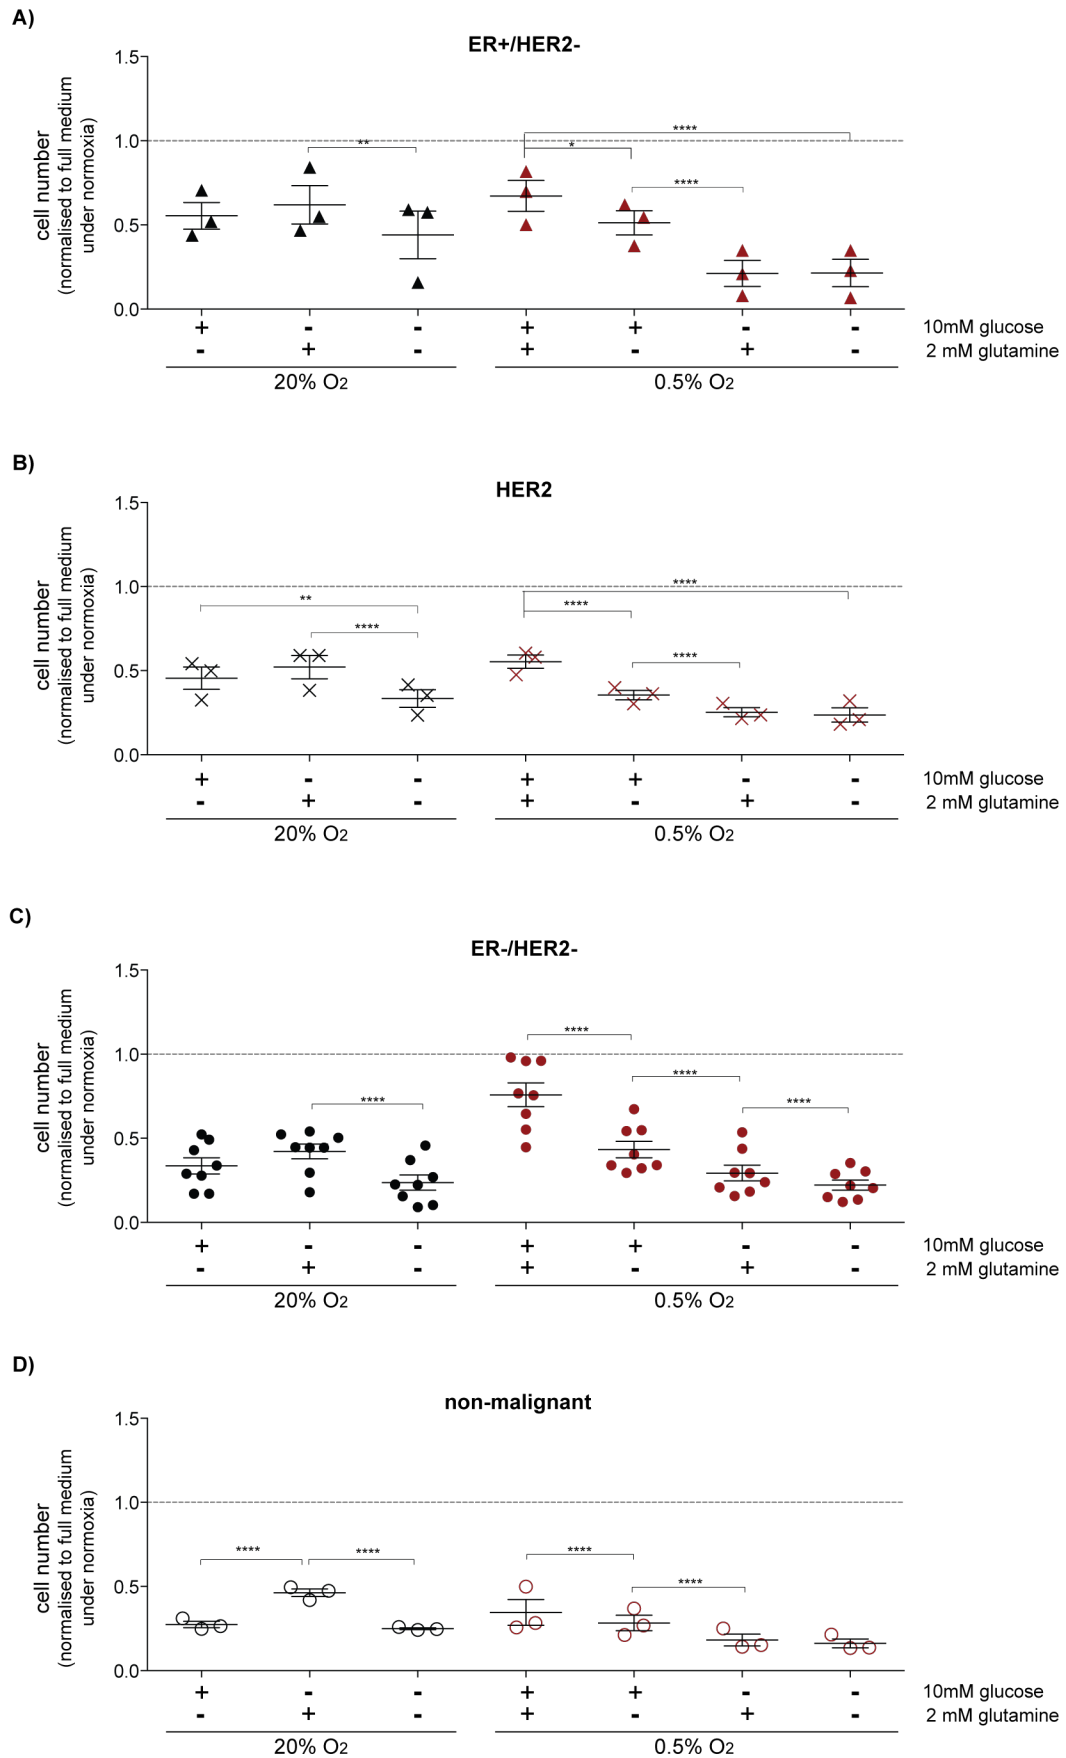 A)
ER+/HER2-
cell number
(normalised to full medium
under normoxia)
1.5
1.0
0.5
0.0
**
*
****
****
+ - - + + - - 10mM glucose
- + - + - + - 2 mM glutamine
20% O2 0.5% O2
B)
HER2
cell number
(normalised to full medium
under normoxia)
1.5
1.0
0.5
0.0
**
****
****
****
****
+ - - + + - - 10mM glucose
- + - + - + - 2 mM glutamine
20% O2 0.5% O2
C)
ER-/HER2-
cell number
(normalised to full medium
under normoxia)
1.5
1.0
0.5
0.0
****
****
****
****
+ - - + + - - 10mM glucose
- + - + - + - 2 mM glutamine
20% O2 0.5% O2
D)
non-malignant
cell number
(normalised to full medium
under normoxia)
1.5
1.0
0.5
0.0
****
****
****
****
+ - - + + - - 10mM glucose
- + - + - + - 2 mM glutamine
20% O2 0.5% O2